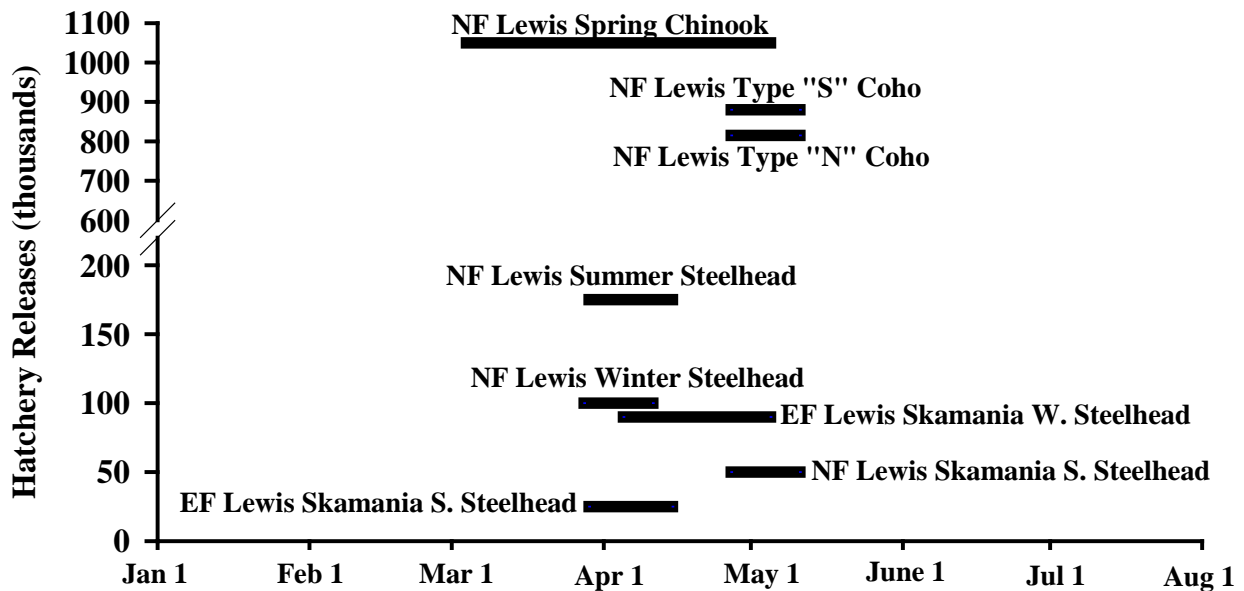 1100
1000
900
800
700
600
200
150
100
50
0
Hatchery Releases (thousands)
NF Lewis Spring Chinook
NF Lewis Type "S" Coho
NF Lewis Type "N" Coho
NF Lewis Summer Steelhead
NF Lewis Winter Steelhead
EF Lewis Skamania W. Steelhead
NF Lewis Skamania S. Steelhead
EF Lewis Skamania S. Steelhead
Jan 1 Feb 1 Mar 1 Apr 1 May 1 June 1 Jul 1 Aug 1